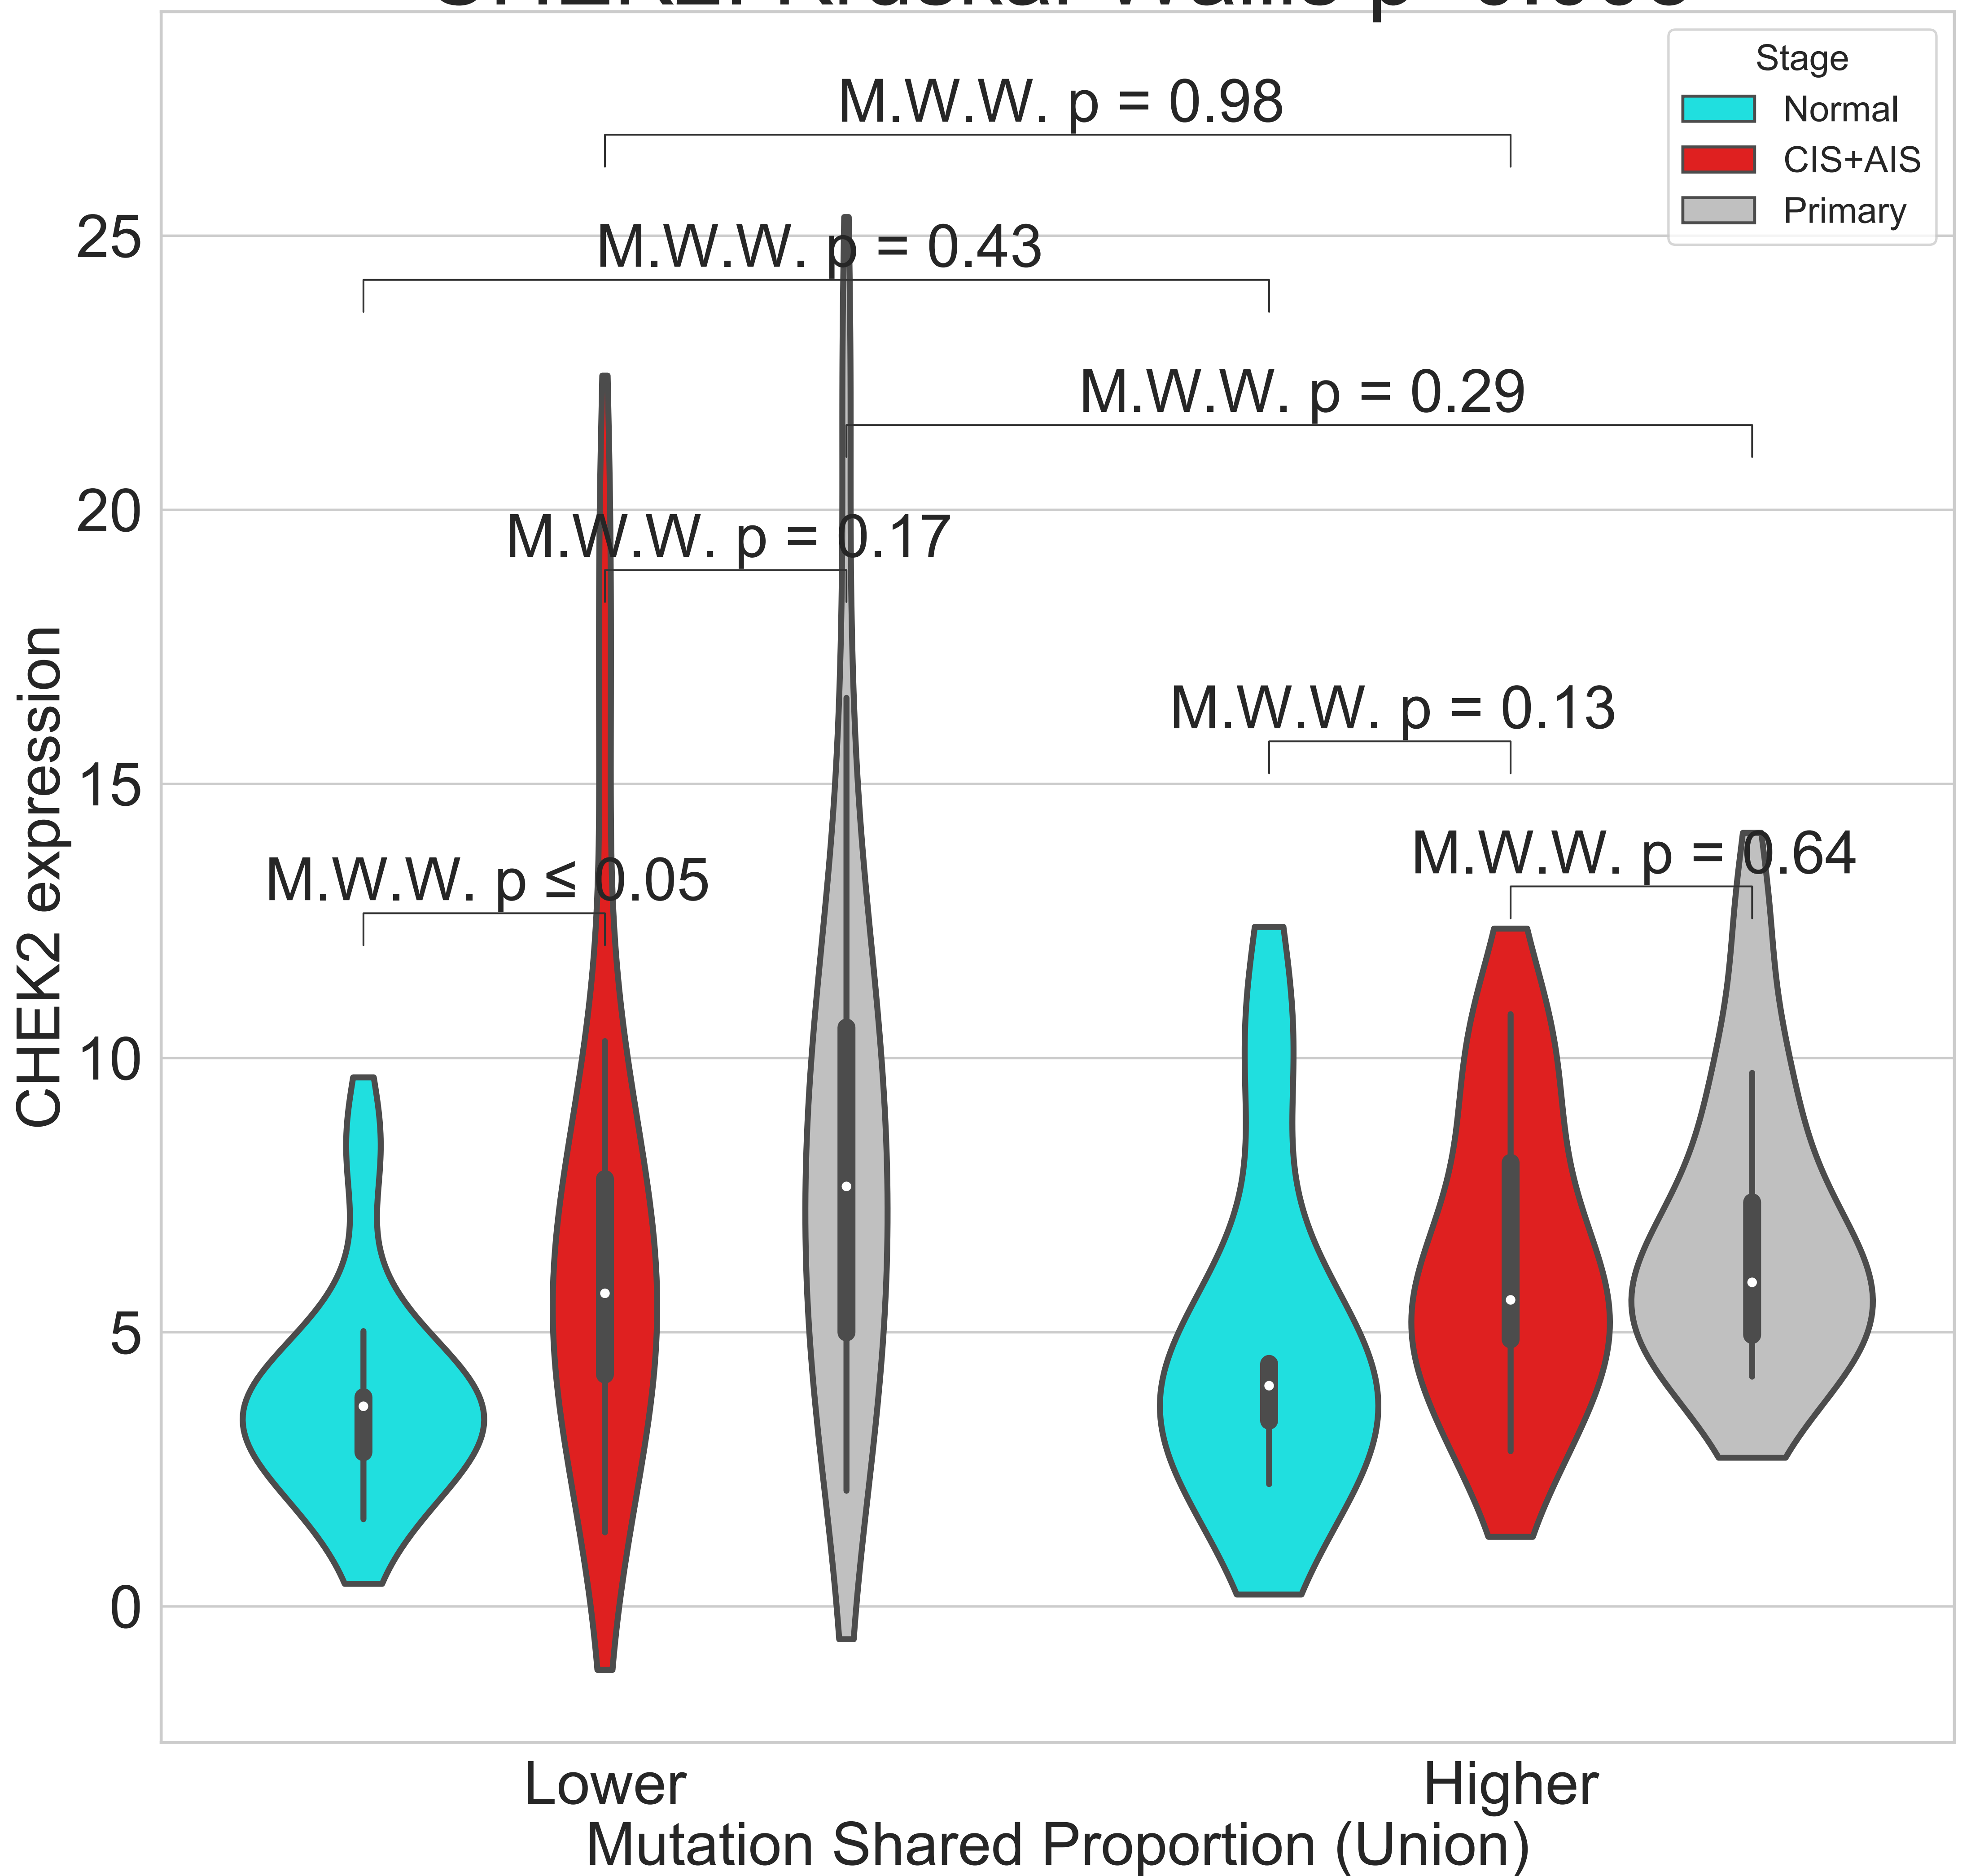 Stage
Normal
CIS+AIS
Primary
M.W.W. p = 0.98
M.W.W. p = 0.43
M.W.W. p = 0.29
M.W.W. p = 0.17
M.W.W. p = 0.13
M.W.W. p = 0.64
M.W.W. p ≤ 0.05
CHEK2 expression
25
20
15
10
5
0
Lower
Higher
Mutation Shared Proportion (Union)